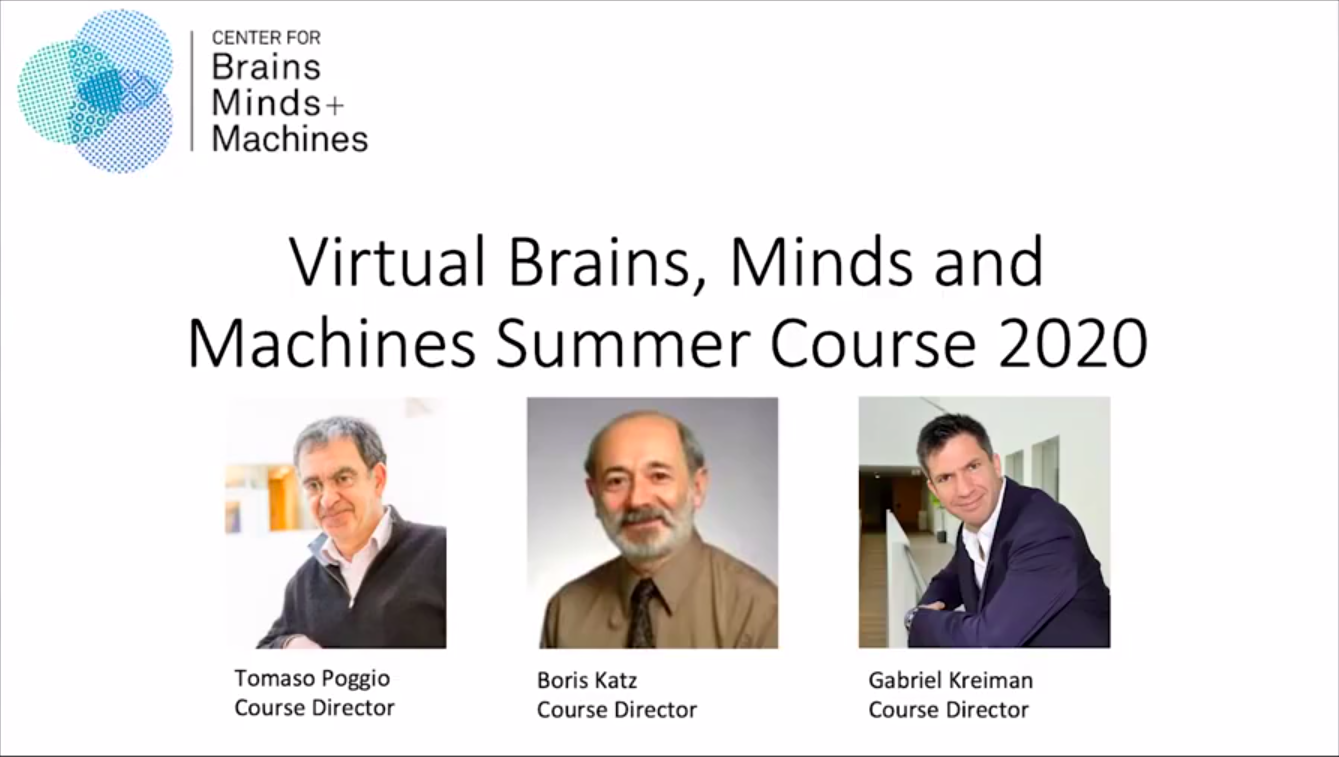 CENTER FOR
Brains
Minds+
Machines
Virtual Brains, Minds and
Machines Summer Course 2020
Tomaso Poggio
Course Director
Boris Katz
Course Director
Gabriel Kreiman
Course Director